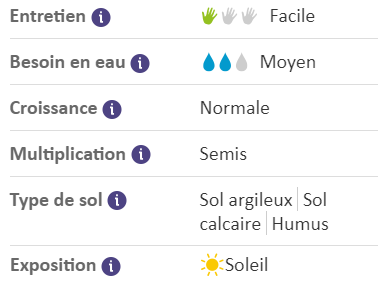 Entretien i Facile
Besoin en eau i Moyen
Croissance i Normale
Multiplication i Semis
Type de sol i Sol argileux | Sol
calcaire | Humus
Exposition i Soleil